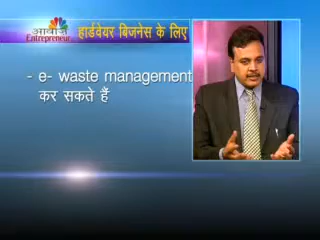 आवाज़
Entrepreneur
हार्डवेयर बिजनेस के लिए
- e- waste management
कर सकते हैं